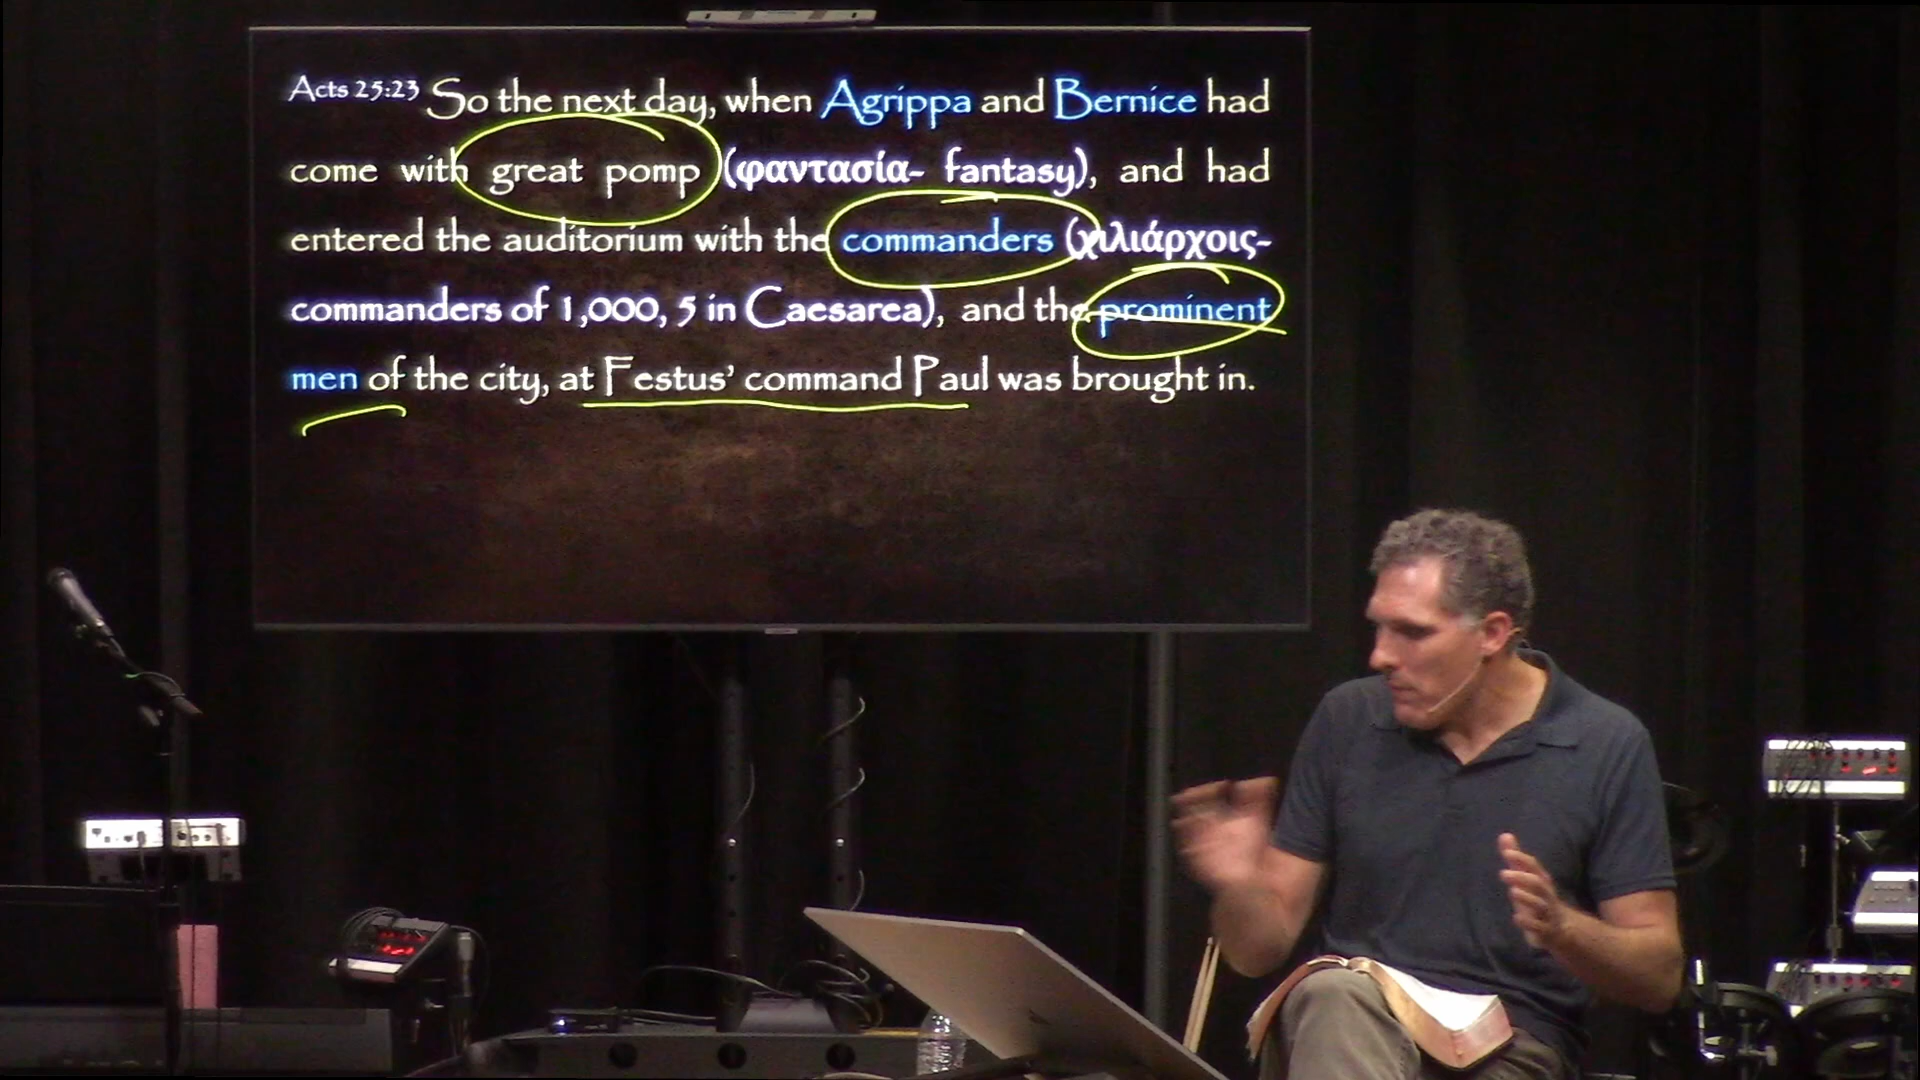 Acts 25:23 So the next day, when Agrippa and Bernice had
come with great pomp (φαντασία- fantasy), and had
entered the auditorium with the commanders (χιλιάρχοις-
commanders of 1,000, 5 in Caesarea), and the prominent
men of the city, at Festus' command Paul was brought in.